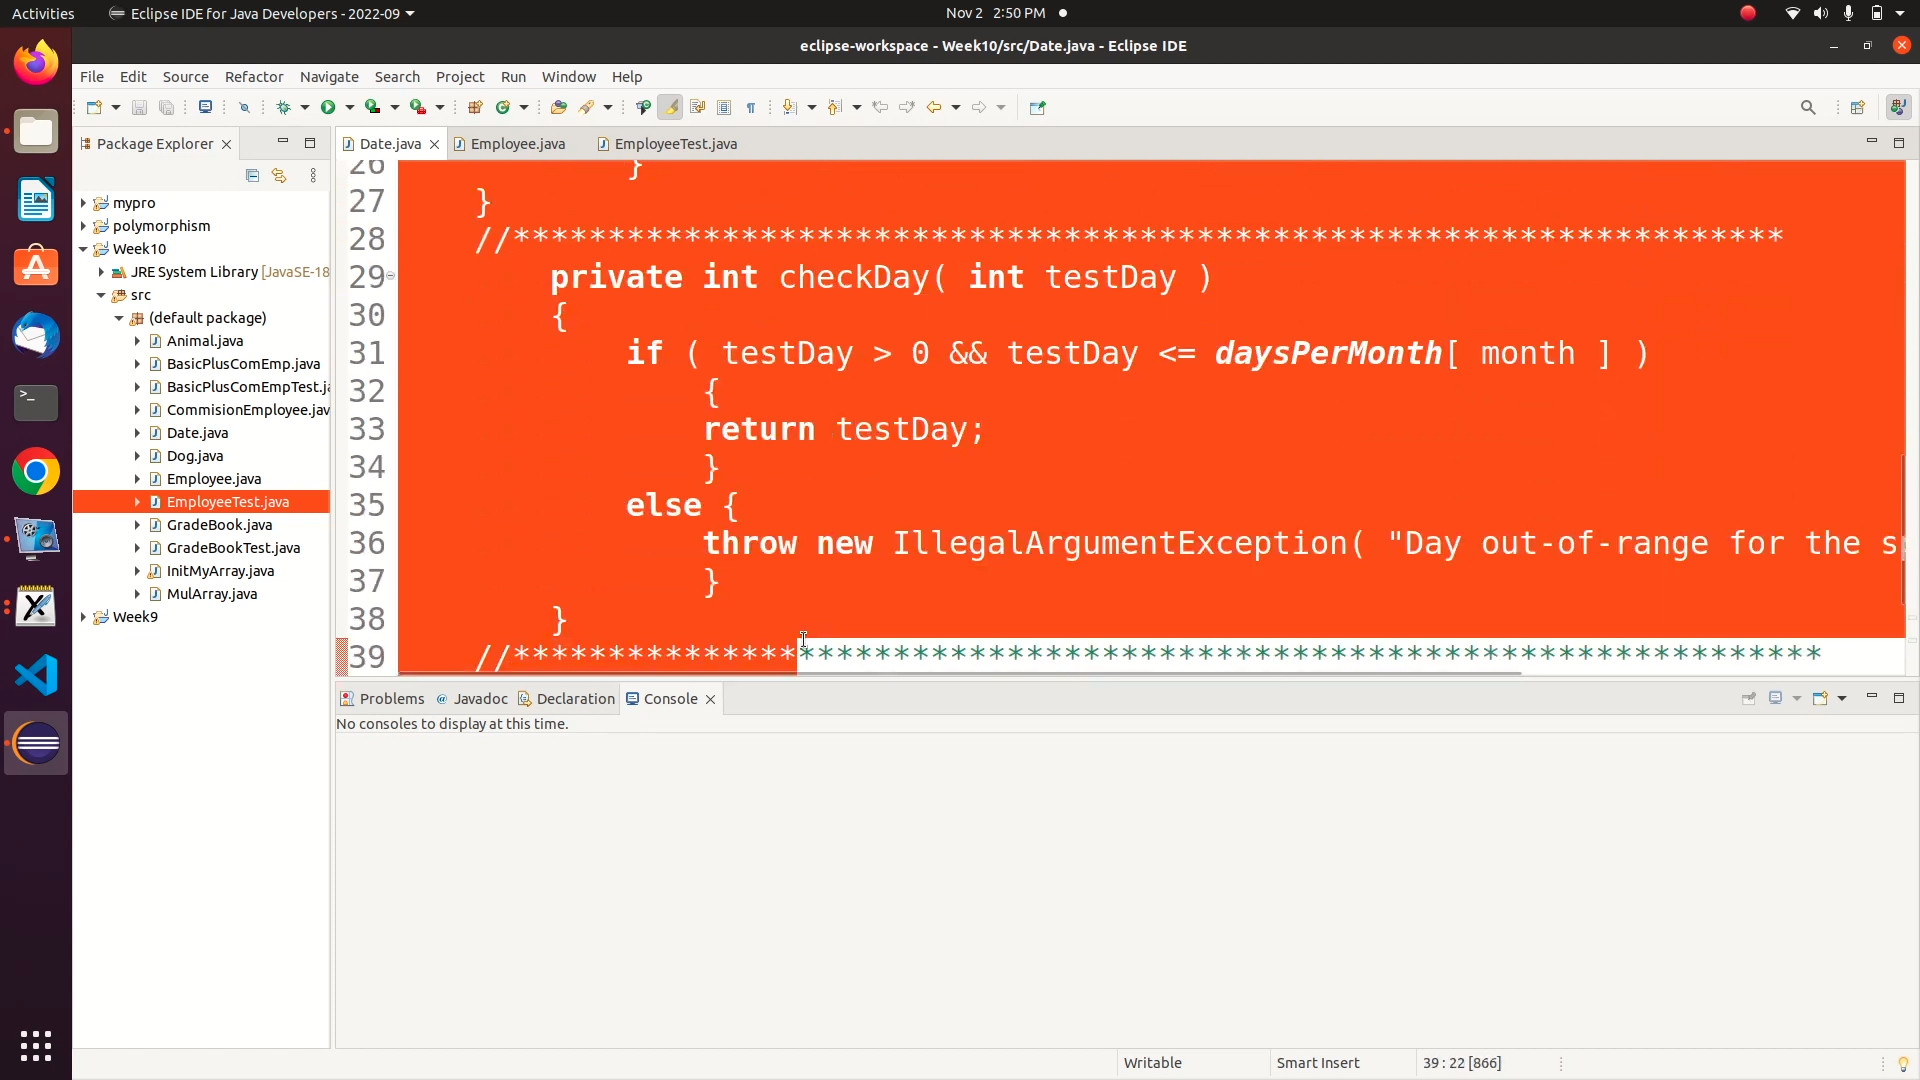 Activities
Eclipse IDE for Java Developers - 2022-09
Nov 2 2:50 PM
eclipse-workspace - Week10/src/Date.java - Eclipse IDE
File Edit Source Refactor Navigate Search Project Run Window Help
Package Explorer
Date.java
Employee.java
EmployeeTest.java
mypro
polymorphism
Week10
JRE System Library [JavaSE-18
src
(default package)
Animal.java
BasicPlusComEmp.java
BasicPlusComEmpTest.ja
CommisionEmployee.jav
Date.java
Dog.java
Employee.java
EmployeeTest.java
GradeBook.java
GradeBookTest.java
InitMyArray.java
MulArray.java
Week9
26 }
27 }
28 //*******************************************************************
29 private int checkDay( int testDay )
30 {
31 if ( testDay > 0 && testDay <= daysPerMonth[ month ] )
32 {
33 return testDay;
34 }
35 else {
36 throw new IllegalArgumentException( "Day out-of-range for the sp
37 }
38 }
39 //*********************************************************************
Problems
Javadoc
Declaration
Console
No consoles to display at this time.
Writable
Smart Insert
39 : 22 [866]